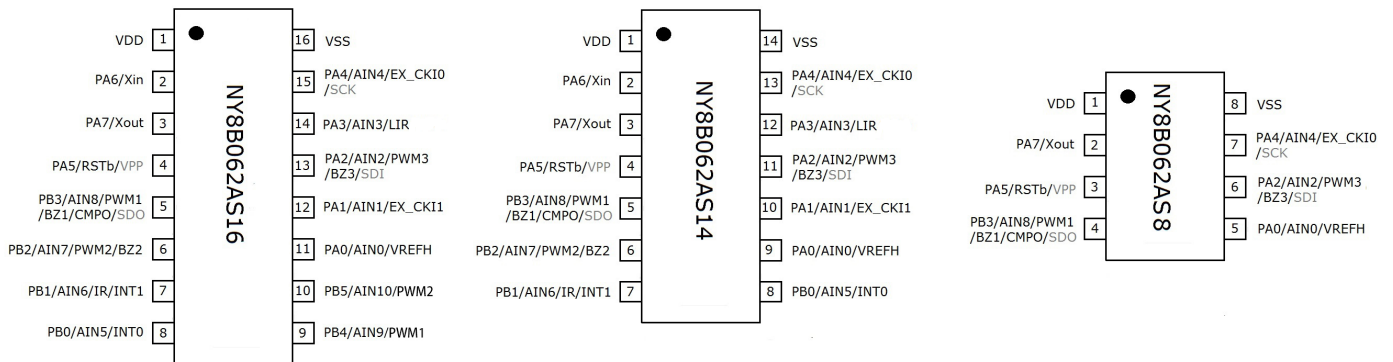 VDD 1
PA6/Xin 2
PA7/Xout 3
PA5/RSTb/VPP 4
PB3/AIN8/PWM1
/BZ1/CMPO/SDO 5
PB2/AIN7/PWM2/BZ2 6
PB1/AIN6/IR/INT1 7
PB0/AIN5/INT0 8
NY8B062AS16
16 VSS
15 PA4/AIN4/EX_CKI0
/SCK
14 PA3/AIN3/LIR
13 PA2/AIN2/PWM3
/BZ3/SDI
12 PA1/AIN1/EX_CKI1
11 PA0/AIN0/VREFH
10 PB5/AIN10/PWM2
9 PB4/AIN9/PWM1
VDD 1
PA6/Xin 2
PA7/Xout 3
PA5/RSTb/VPP 4
PB3/AIN8/PWM1
/BZ1/CMPO/SDO 5
PB2/AIN7/PWM2/BZ2 6
PB1/AIN6/IR/INT1 7
NY8B062AS14
14 VSS
13 PA4/AIN4/EX_CKI0
/SCK
12 PA3/AIN3/LIR
11 PA2/AIN2/PWM3
/BZ3/SDI
10 PA1/AIN1/EX_CKI1
9 PA0/AIN0/VREFH
8 PB0/AIN5/INT0
VDD 1
PA7/Xout 2
PA5/RSTb/VPP 3
PB3/AIN8/PWM1
/BZ1/CMPO/SDO 4
NY8B062AS8
8 VSS
7 PA4/AIN4/EX_CKI0
/SCK
6 PA2/AIN2/PWM3
/BZ3/SDI
5 PA0/AIN0/VREFH